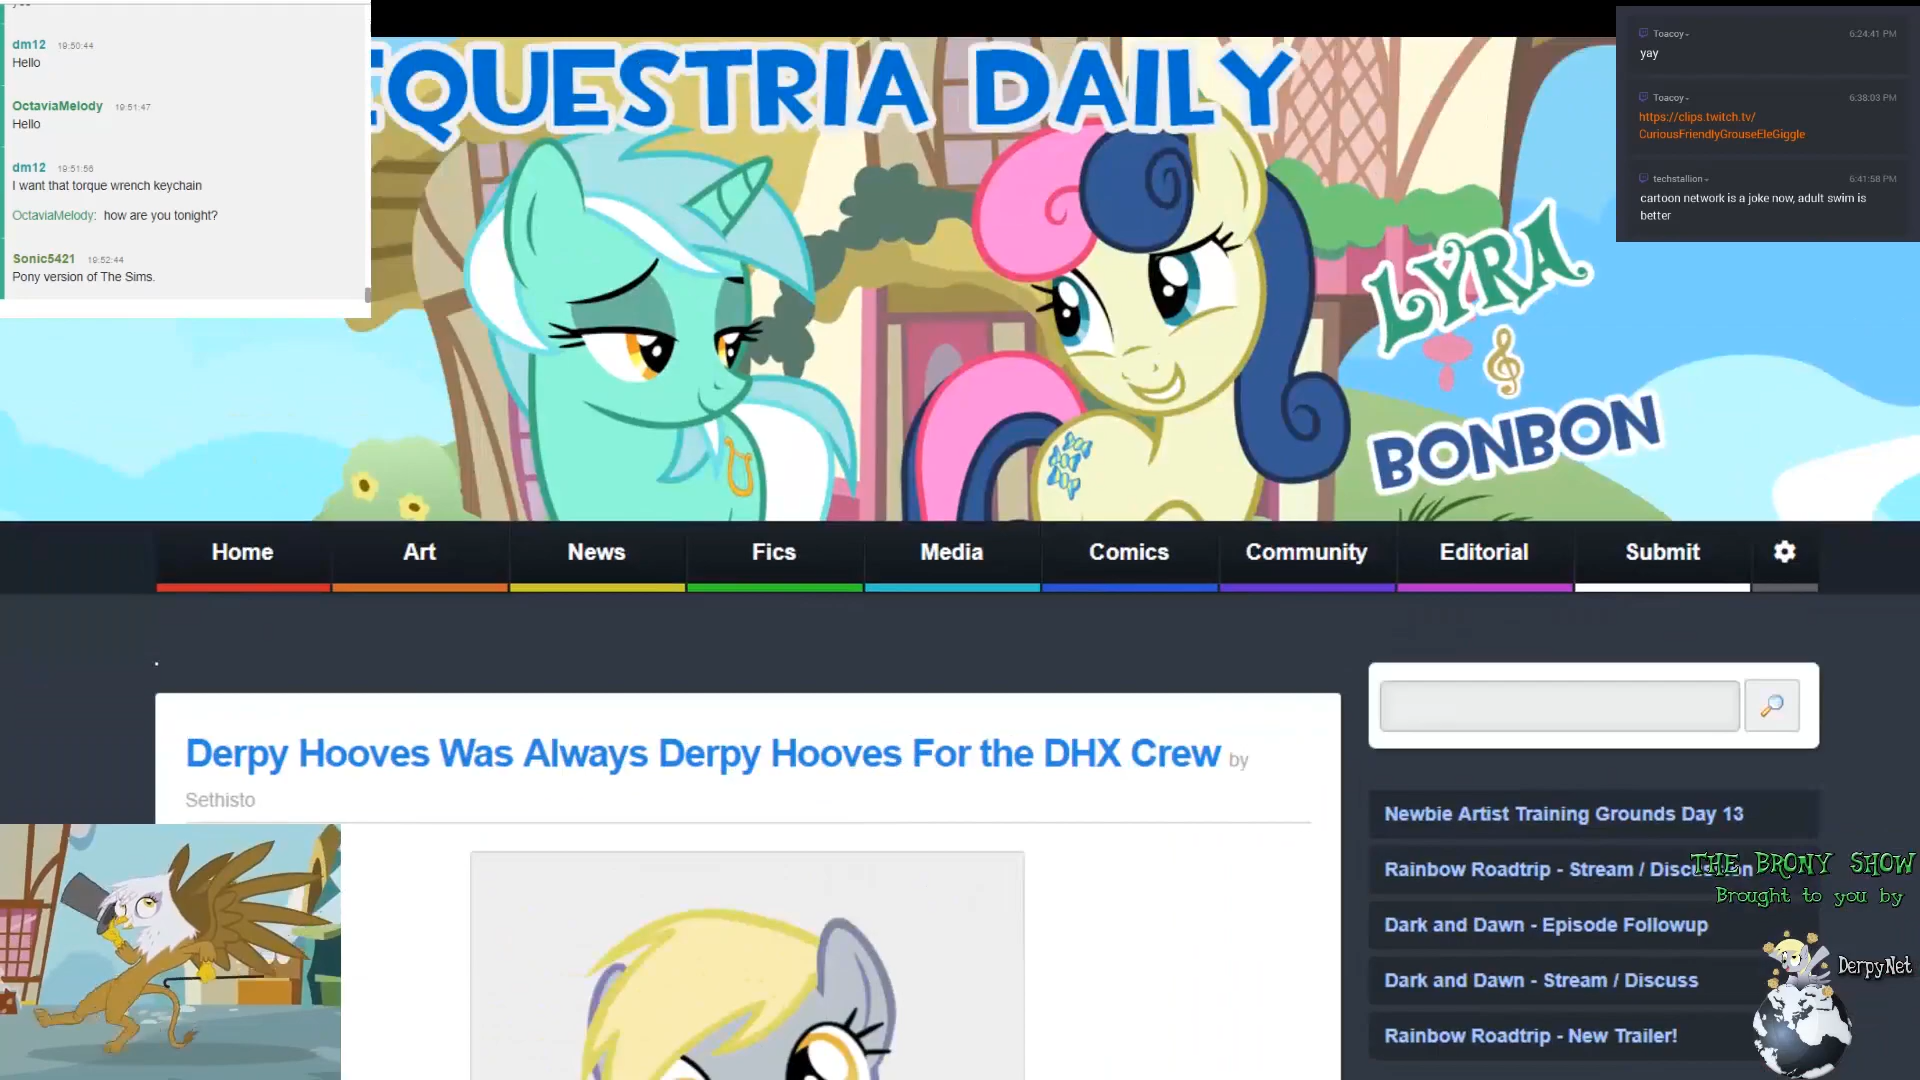 dm12 19:50:44
Hello
OctaviaMelody 19:51:47
Hello
dm12 19:51:56
I want that torque wrench keychain
OctaviaMelody: how are you tonight?
Sonic5421 19:52:44
Pony version of The Sims.
EQUESTRIA DAILY
LYRA
&
BONBON
Toacoy 6:24:41 PM
yay
Toacoy 6:38:03 PM
https://clips.twitch.tv/
CuriousFriendlyGrouseEleGiggle
techstallion 6:41:58 PM
cartoon network is a joke now, adult swim is
better
Home Art News Fics Media Comics Community Editorial Submit
.
Derpy Hooves Was Always Derpy Hooves For the DHX Crew by
Sethisto
Newbie Artist Training Grounds Day 13
Rainbow Roadtrip - Stream / Discussion
Dark and Dawn - Episode Followup
Dark and Dawn - Stream / Discuss
Rainbow Roadtrip - New Trailer!
THE BRONY SHOW
Brought to you by
DerpyNet